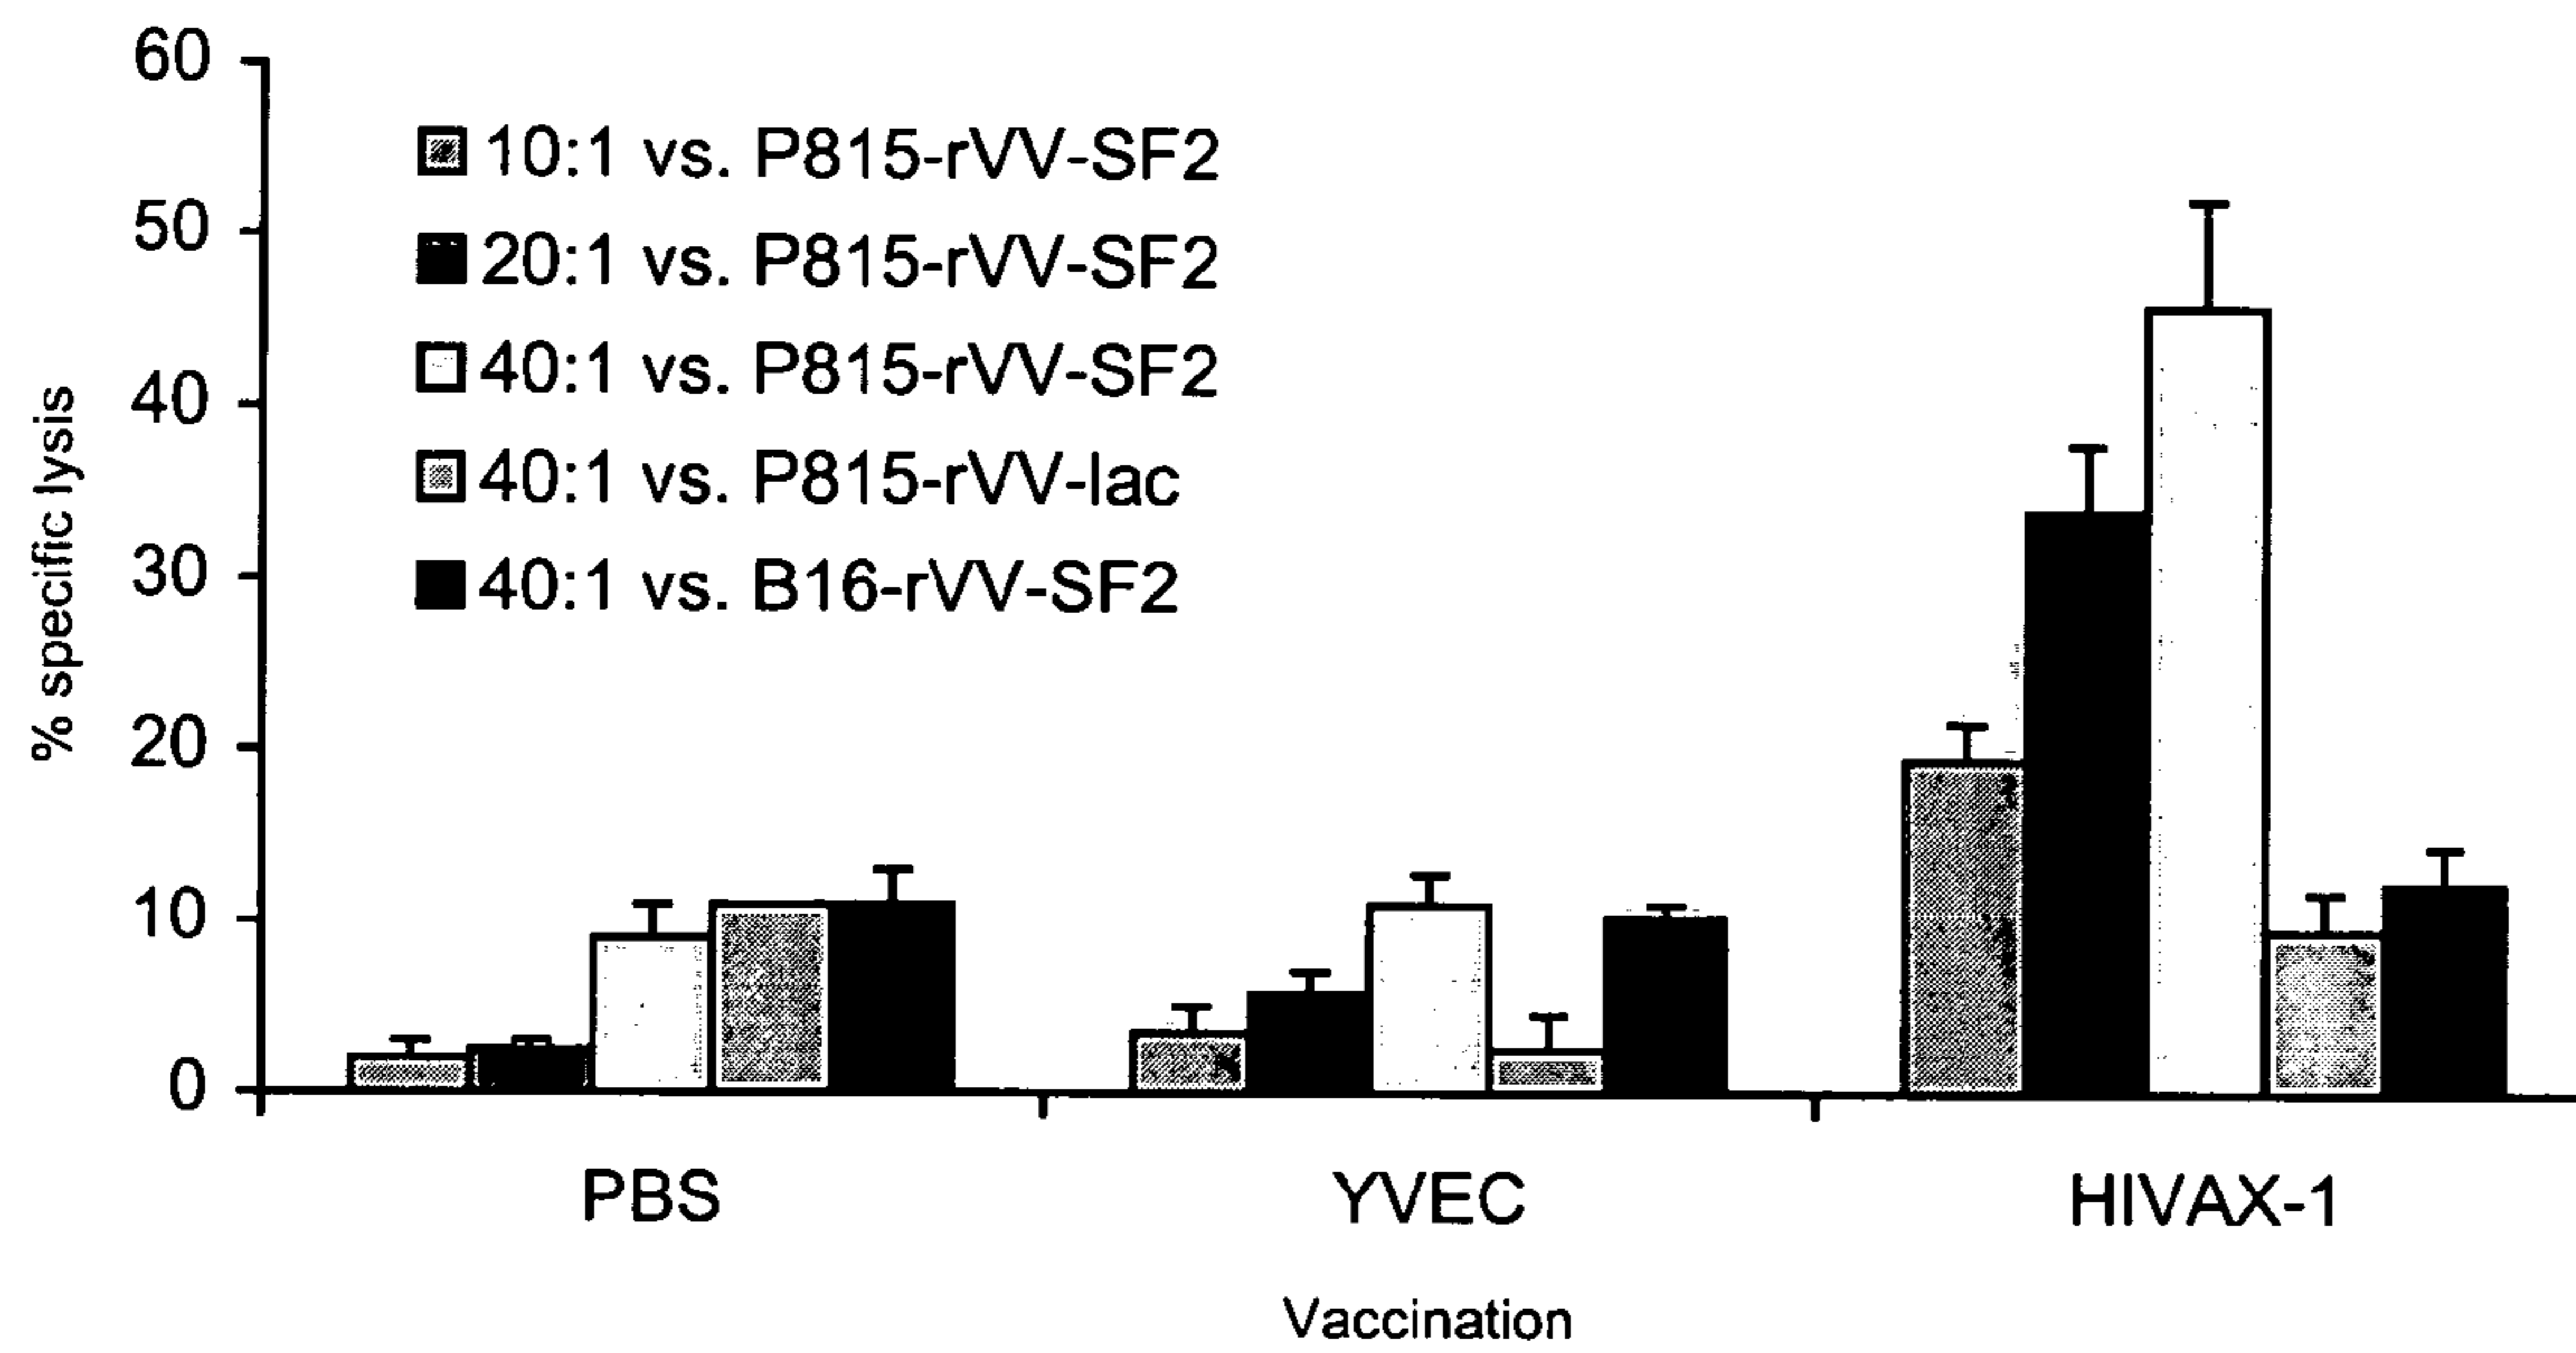 60
50
40
30
20
10
0
% specific lysis
10:1 vs. P815-rVV-SF2
20:1 vs. P815-rVV-SF2
40:1 vs. P815-rVV-SF2
40:1 vs. P815-rVV-lac
40:1 vs. B16-rVV-SF2
PBS YVEC HIVAX-1
Vaccination